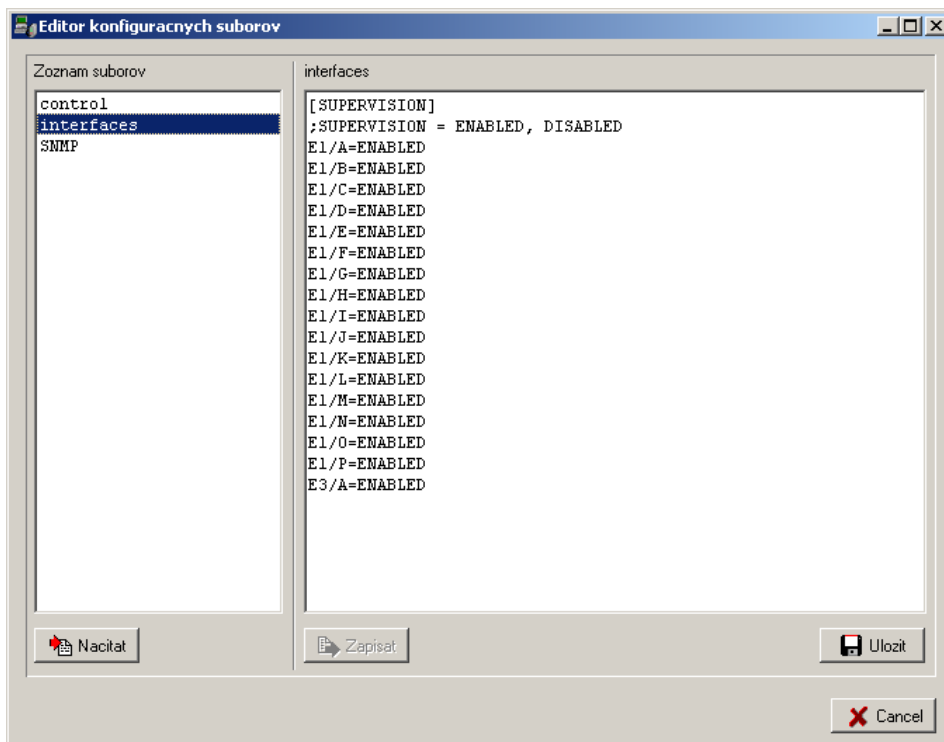 Editor konfiguracnych suborov
Zoznam suborov
control
interfaces
SNMP
Nacitat
interfaces
[SUPERVISION]
;SUPERVISION = ENABLED, DISABLED
E1/A=ENABLED
E1/B=ENABLED
E1/C=ENABLED
E1/D=ENABLED
E1/E=ENABLED
E1/F=ENABLED
E1/G=ENABLED
E1/H=ENABLED
E1/I=ENABLED
E1/J=ENABLED
E1/K=ENABLED
E1/L=ENABLED
E1/M=ENABLED
E1/N=ENABLED
E1/O=ENABLED
E1/P=ENABLED
E3/A=ENABLED
Zapisat
Ulozit
Cancel